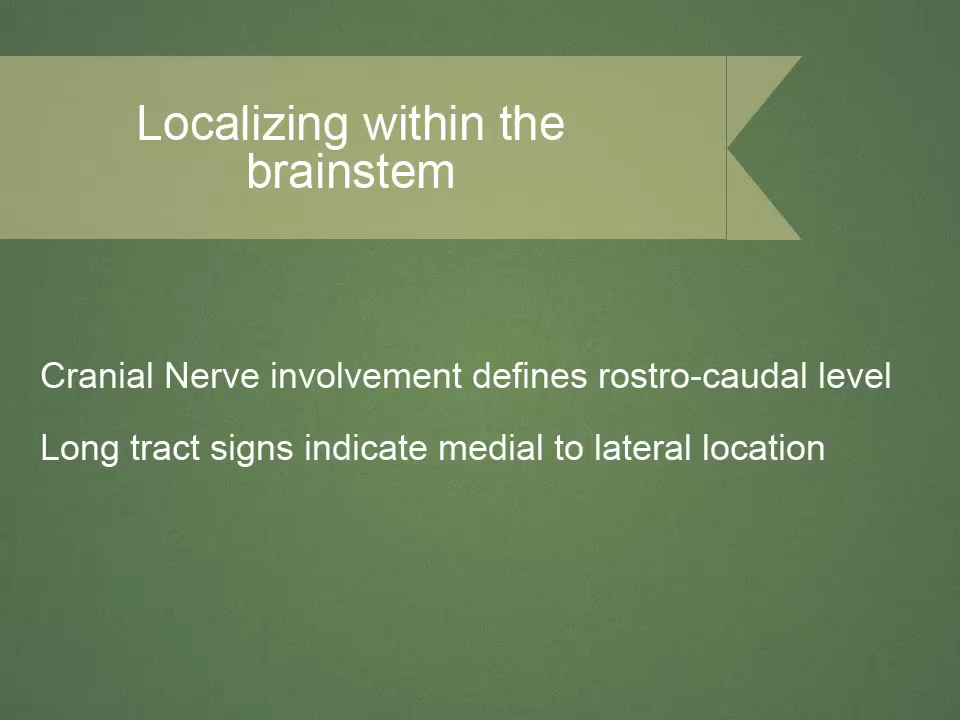 Localizing within the
brainstem
Cranial Nerve involvement defines rostro-caudal level
Long tract signs indicate medial to lateral location